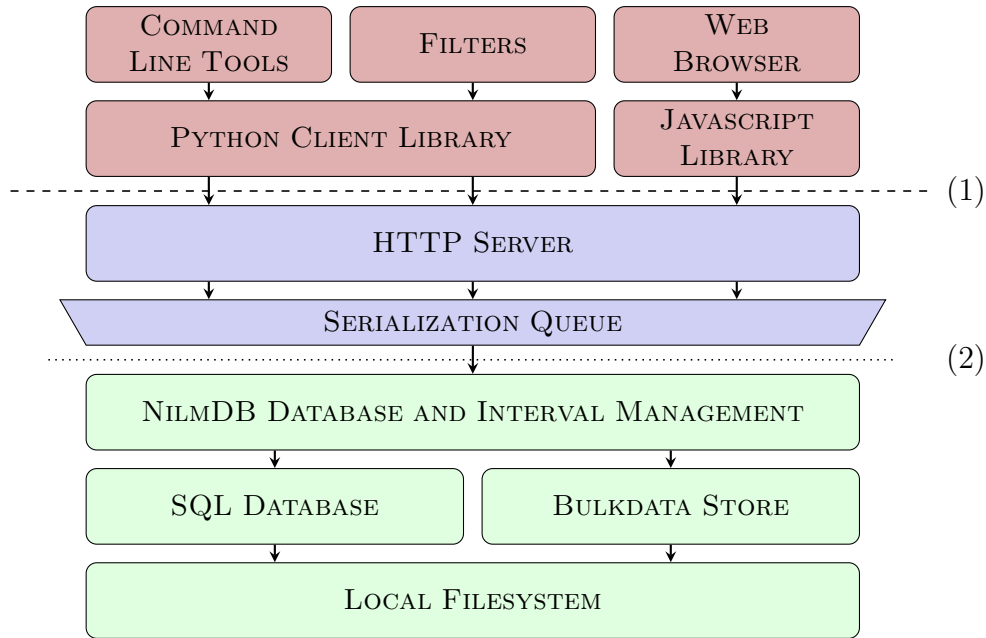 Command
Line Tools
Filters
Web
Browser
Python Client Library
Javascript
Library
(1)
HTTP Server
Serialization Queue
(2)
NilmDB Database and Interval Management
SQL Database
Bulkdata Store
Local Filesystem